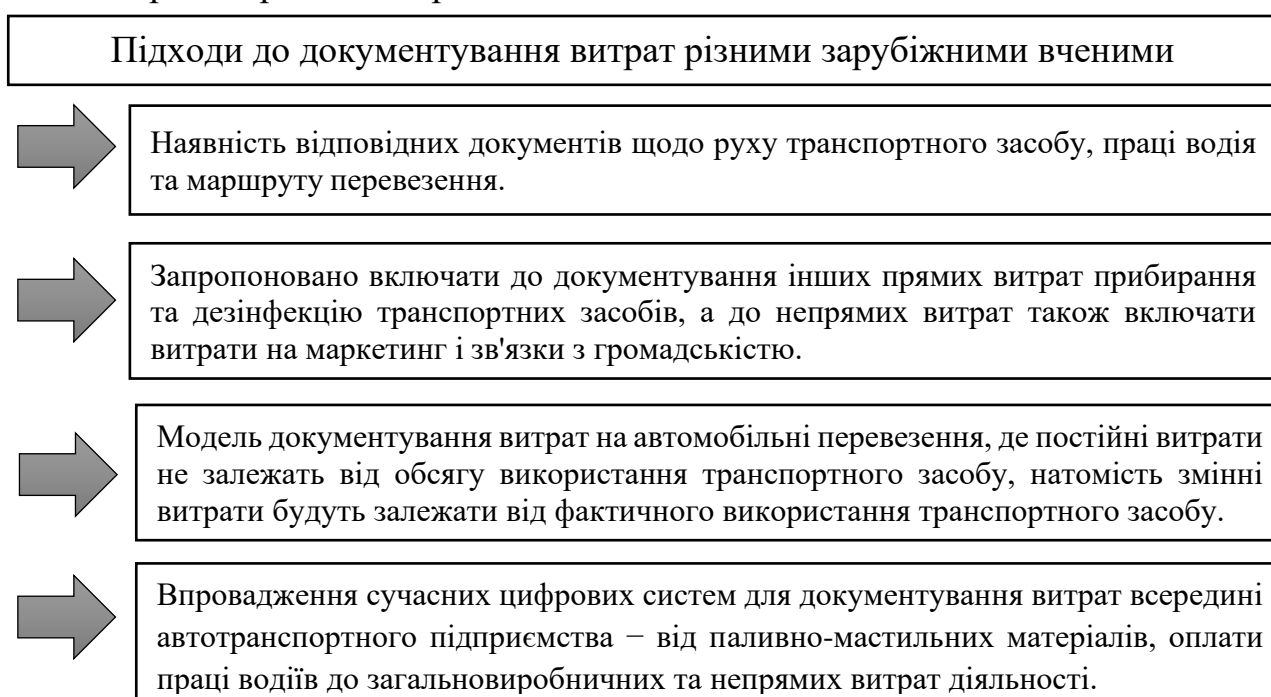 Підходи до документування витрат різними зарубіжними вченими
Наявність відповідних документів щодо руху транспортного засобу, праці водія
та маршруту перевезення.
Запропоновано включати до документування інших прямих витрат прибирання
та дезінфекцію транспортних засобів, а до непрямих витрат також включати
витрати на маркетинг і зв'язки з громадськістю.
Модель документування витрат на автомобільні перевезення, де постійні витрати
не залежать від обсягу використання транспортного засобу, натомість змінні
витрати будуть залежати від фактичного використання транспортного засобу.
Впровадження сучасних цифрових систем для документування витрат всередині
автотранспортного підприємства − від паливно-мастильних матеріалів, оплати
праці водіїв до загальновиробничих та непрямих витрат діяльності.